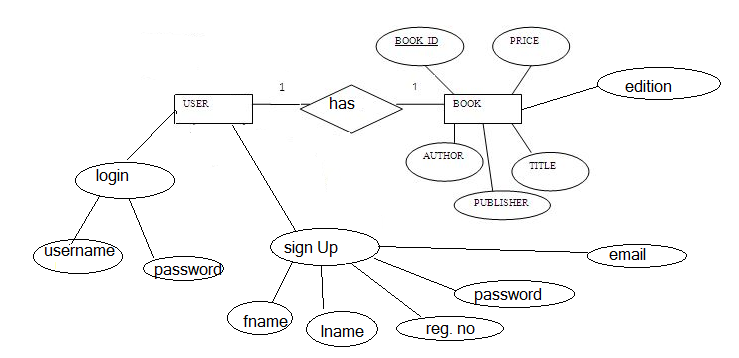 BOOK ID
PRICE
edition
1
1
USER
has
BOOK
AUTHOR
TITLE
login
PUBLISHER
username
password
sign Up
email
password
fname
lname
reg. no